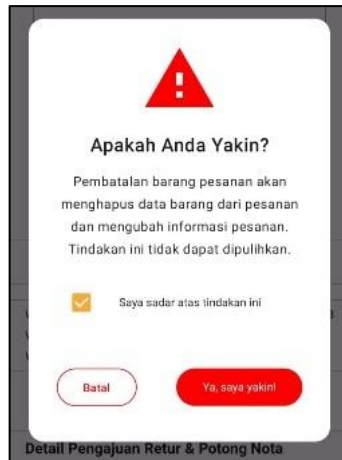 Apakah Anda Yakin?
Pembatalan barang pesanan akan
menghapus data barang dari pesanan
dan mengubah informasi pesanan.
Tindakan ini tidak dapat dipulihkan.
Saya sadar atas tindakan ini
Batal
Ya, saya yakin!
Detail Pengajuan Retur & Potong Nota